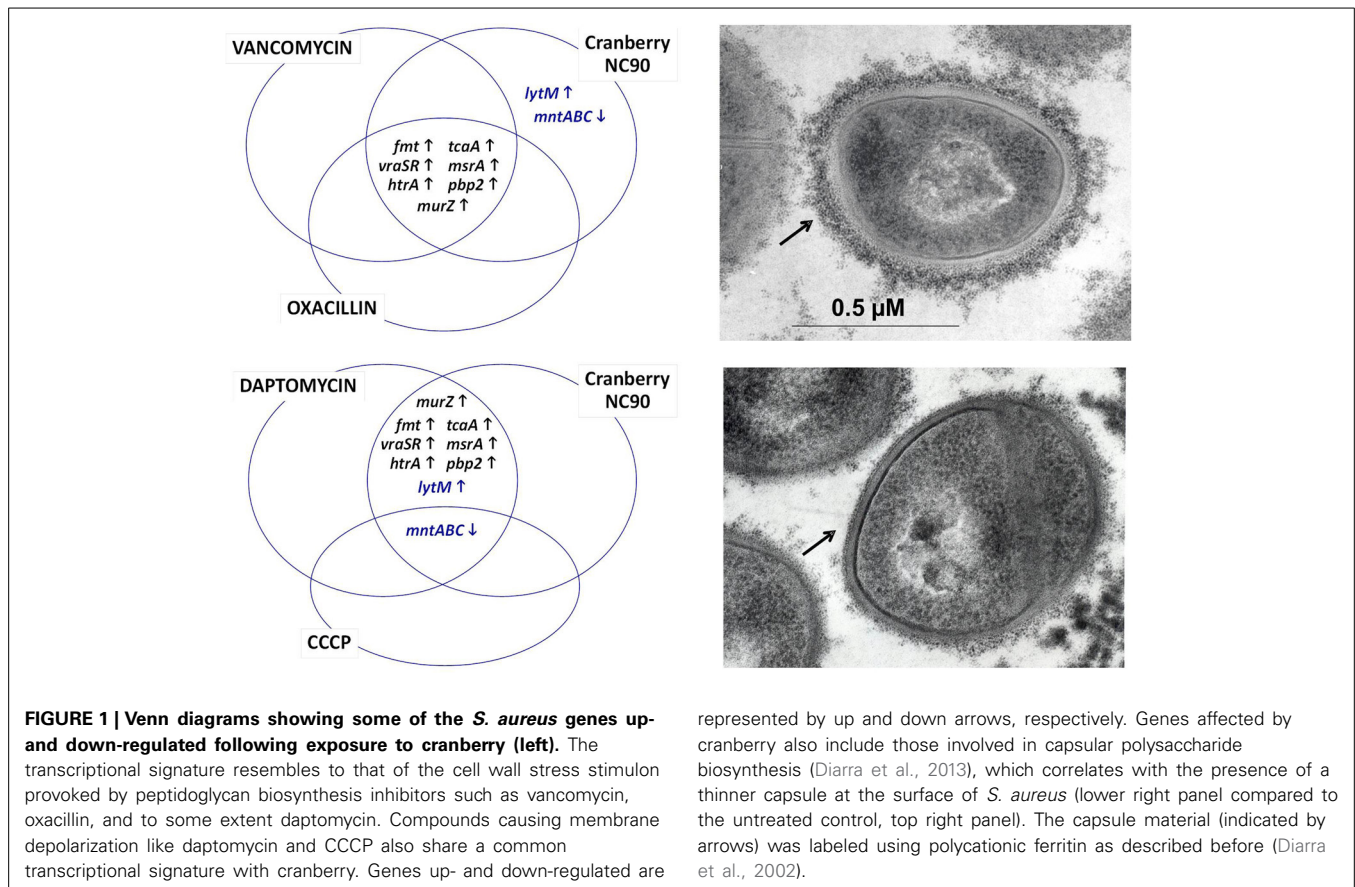 VANCOMYCIN
Cranberry
NC90
lytM ↑
mntABC ↓
fmt ↑ tcaA ↑
vraSR ↑ msrA ↑
htrA ↑ pbp2 ↑
murZ ↑
OXACILLIN
0.5 µM
DAPTOMYCIN
Cranberry
NC90
murZ ↑
fmt ↑ tcaA ↑
vraSR ↑ msrA ↑
htrA ↑ pbp2 ↑
lytM ↑
mntABC ↓
CCCP
FIGURE 1 | Venn diagrams showing some of the S. aureus genes up-
and down-regulated following exposure to cranberry (left). The
transcriptional signature resembles to that of the cell wall stress stimulon
provoked by peptidoglycan biosynthesis inhibitors such as vancomycin,
oxacillin, and to some extent daptomycin. Compounds causing membrane
depolarization like daptomycin and CCCP also share a common
transcriptional signature with cranberry. Genes up- and down-regulated are
represented by up and down arrows, respectively. Genes affected by
cranberry also include those involved in capsular polysaccharide
biosynthesis (Diarra et al., 2013), which correlates with the presence of a
thinner capsule at the surface of S. aureus (lower right panel compared to
the untreated control, top right panel). The capsule material (indicated by
arrows) was labeled using polycationic ferritin as described before (Diarra
et al., 2002).